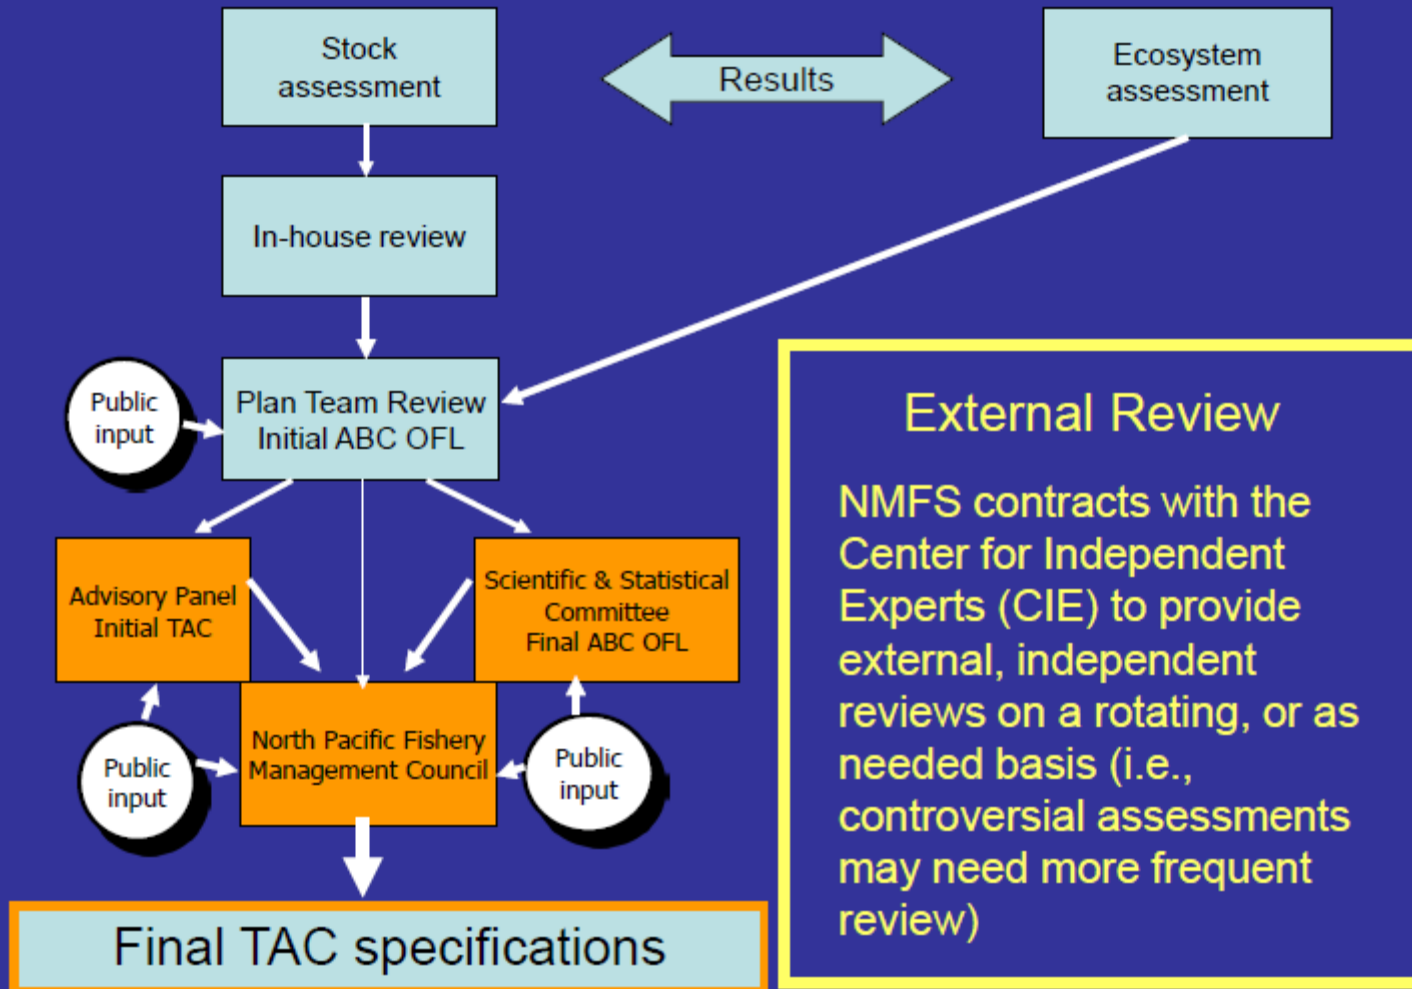 Stock
assessment
Results
Ecosystem
assessment
In-house review
Public
input
Plan Team Review
Initial ABC OFL
Advisory Panel
Initial TAC
Scientific & Statistical
Committee
Final ABC OFL
North Pacific Fishery
Management Council
Public
input
Public
input
Final TAC specifications
External Review
NMFS contracts with the
Center for Independent
Experts (CIE) to provide
external, independent
reviews on a rotating, or as
needed basis (i.e.,
controversial assessments
may need more frequent
review)